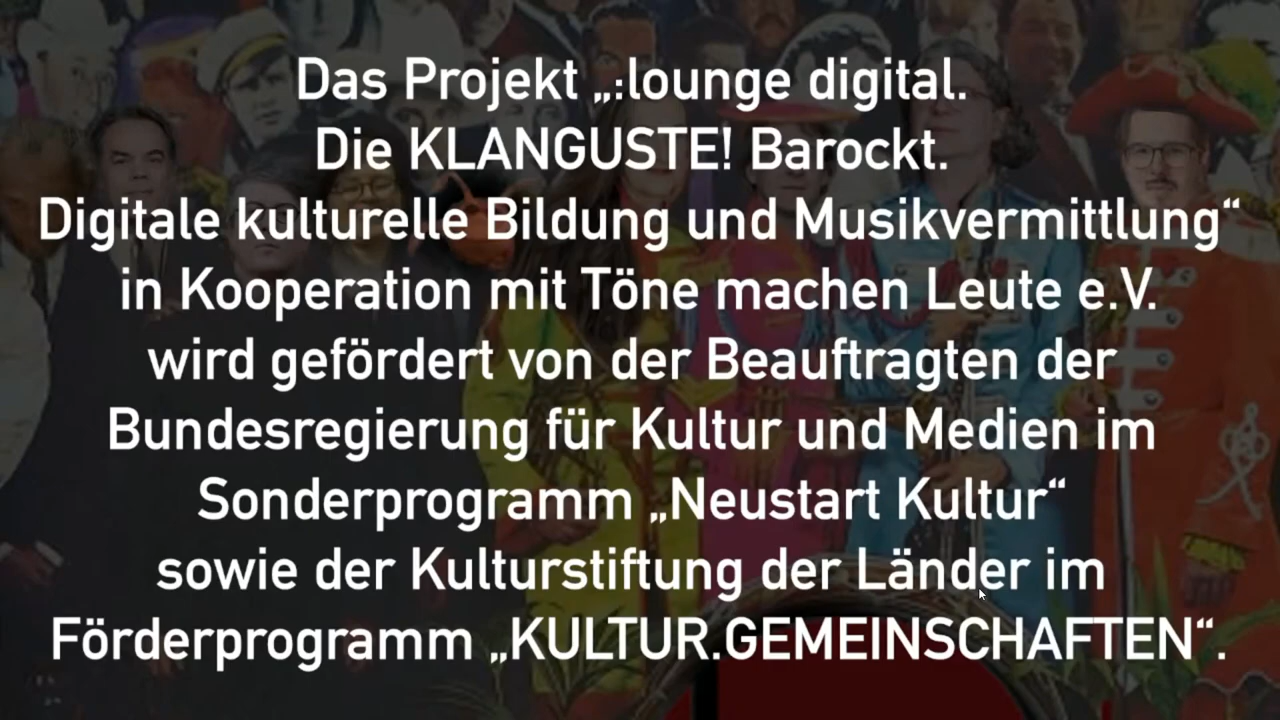 Das Projekt „.:lounge digital.
Die KLANGUSTE! Barockt.
Digitale kulturelle Bildung und Musikvermittlung“
in Kooperation mit Töne machen Leute e.V.
wird gefördert von der Beauftragten der
Bundesregierung für Kultur und Medien im
Sonderprogramm „Neustart Kultur“
sowie der Kulturstiftung der Länder im
Förderprogramm „KULTUR.GEMEINSCHAFTEN“.